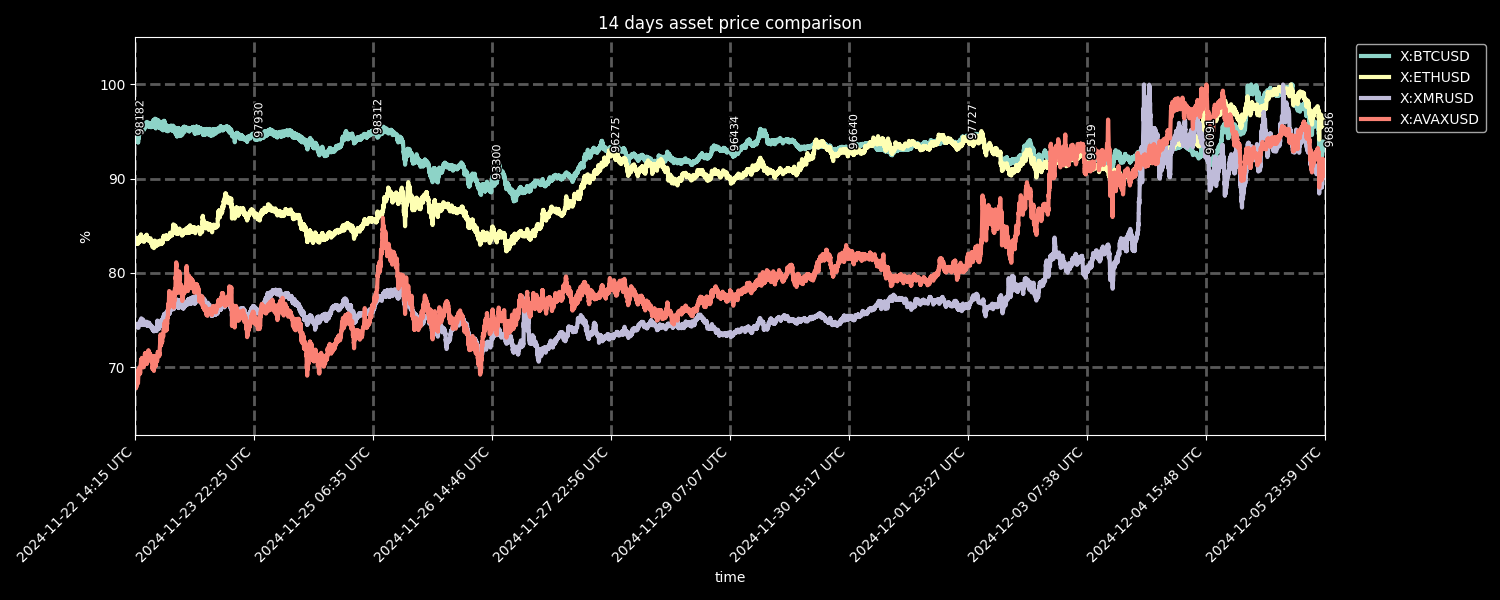 14 days asset price comparison
X:BTCUSD
X:ETHUSD
X:XMRUSD
X:AVAXUSD
100
90
80
70
%
98182
97930
98312
93300
96275
96434
96640
97727
95519
96091
96856
2024-11-22 14:15 UTC
2024-11-23 22:25 UTC
2024-11-25 06:35 UTC
2024-11-26 14:46 UTC
2024-11-27 22:56 UTC
2024-11-29 07:07 UTC
2024-11-30 15:17 UTC
2024-12-01 23:27 UTC
2024-12-03 07:38 UTC
2024-12-04 15:48 UTC
2024-12-05 23:59 UTC
time